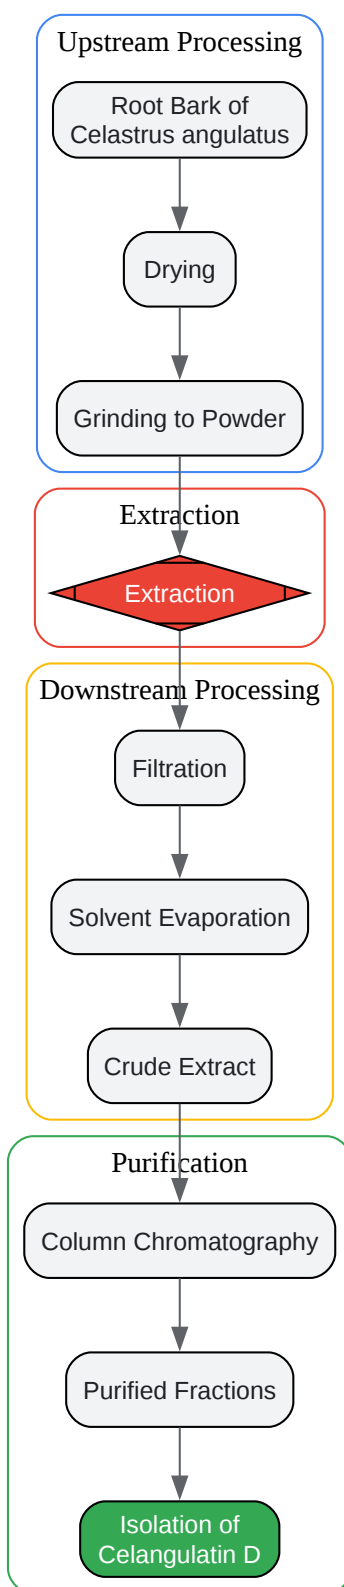 Upstream Processing
Root Bark of
Celastrus angulatus
Drying
Grinding to Powder
Extraction
Extraction
Downstream Processing
Filtration
Solvent Evaporation
Crude Extract
Purification
Column Chromatography
Purified Fractions
Isolation of
Celangulatin D